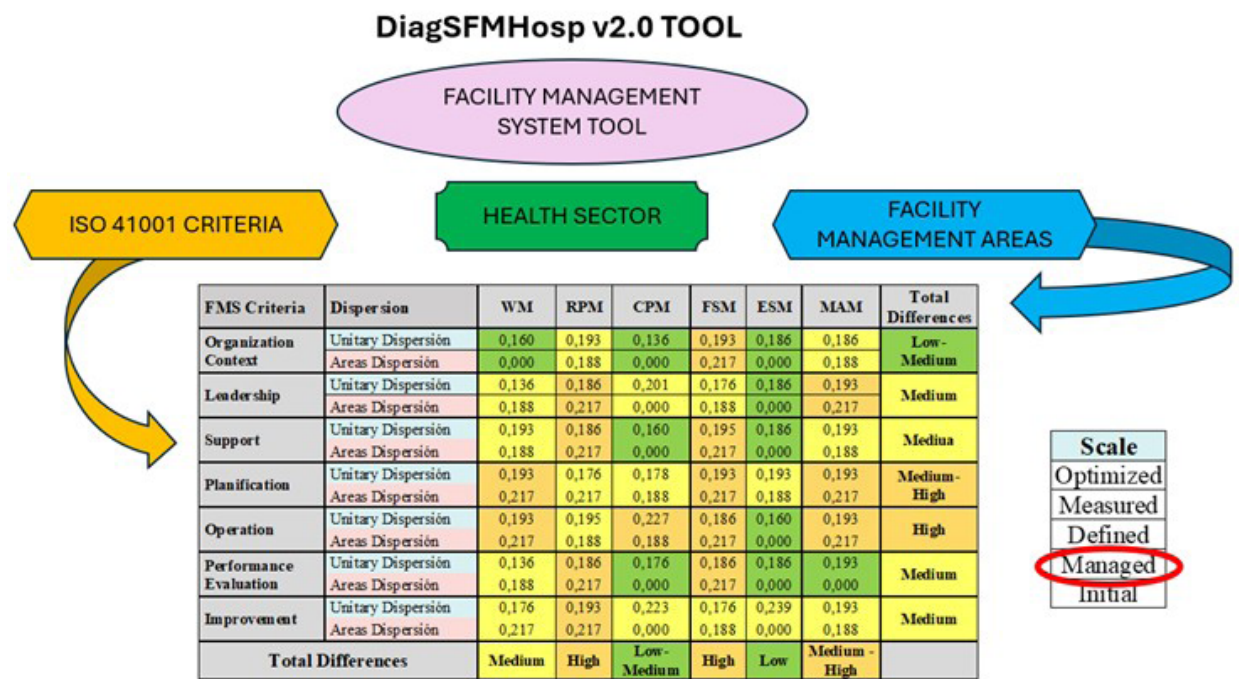 DiagSFMHosp v2.0 TOOL
FACILITY MANAGEMENT
SYSTEM TOOL
ISO 41001 CRITERIA
HEALTH SECTOR
FACILITY
MANAGEMENT AREAS
FMS Criteria Dispersion WM RPM CPM FSM ESM MAM Total Differences
Organization Context Unitary Dispersión 0,160 0,193 0,136 0,193 0,186 0,186 Low-Medium
Areas Dispersión 0,000 0,188 0,000 0,217 0,000 0,188
Leadership Unitary Dispersión 0,136 0,186 0,201 0,176 0,186 0,193 Medium
Areas Dispersión 0,188 0,217 0,000 0,188 0,000 0,217
Support Unitary Dispersión 0,193 0,186 0,160 0,195 0,186 0,193 Mediua
Areas Dispersión 0,188 0,217 0,000 0,217 0,000 0,188
Planification Unitary Dispersión 0,193 0,176 0,178 0,193 0,193 0,193 Medium-High
Areas Dispersión 0,217 0,217 0,188 0,217 0,188 0,217
Operation Unitary Dispersión 0,193 0,195 0,227 0,186 0,160 0,193 High
Areas Dispersión 0,217 0,188 0,188 0,217 0,000 0,217
Performance Evaluation Unitary Dispersión 0,136 0,186 0,176 0,186 0,186 0,193 Medium
Areas Dispersión 0,188 0,217 0,000 0,217 0,000 0,000
Improvement Unitary Dispersión 0,176 0,193 0,223 0,176 0,239 0,193 Medium
Areas Dispersión 0,217 0,217 0,000 0,188 0,000 0,188
Total Differences Medium High Low-Medium High Low Medium - High
Scale
Optimized
Measured
Defined
Managed
Initial